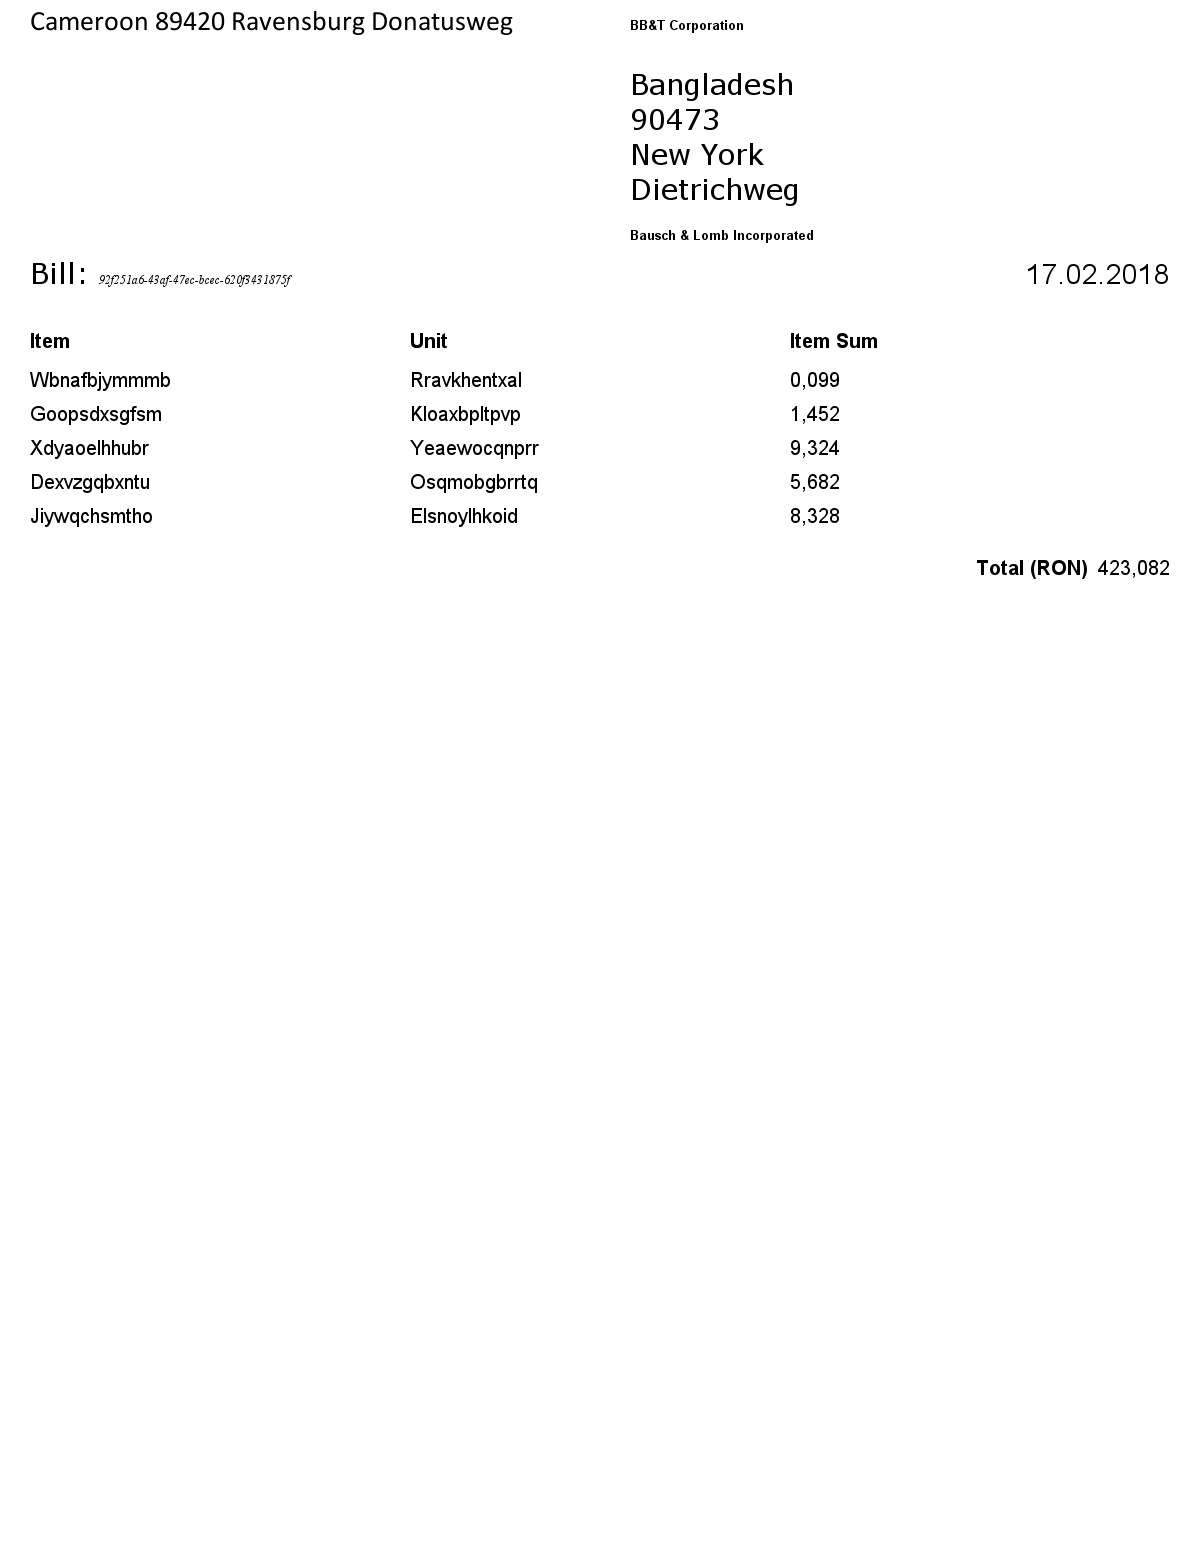 Cameroon 89420 Ravensburg Donatusweg
BB&T Corporation
Bangladesh
90473
New York
Dietrichweg
Bausch & Lomb Incorporated
Bill: 92f251a6-43af-47ec-bcec-620f3431875f
17.02.2018
Item Unit Item Sum
Wbnafbjymmmb Rravkhentxal 0,099
Goopsdxsgfsm Kloaxbpltpvp 1,452
Xdyaoelhhubr Yeaewocqnprr 9,324
Dexvzgqbxntu Osqmobgbrrtq 5,682
Jiywqchsmtho Elsnoylhkoid 8,328
Total (RON) 423,082